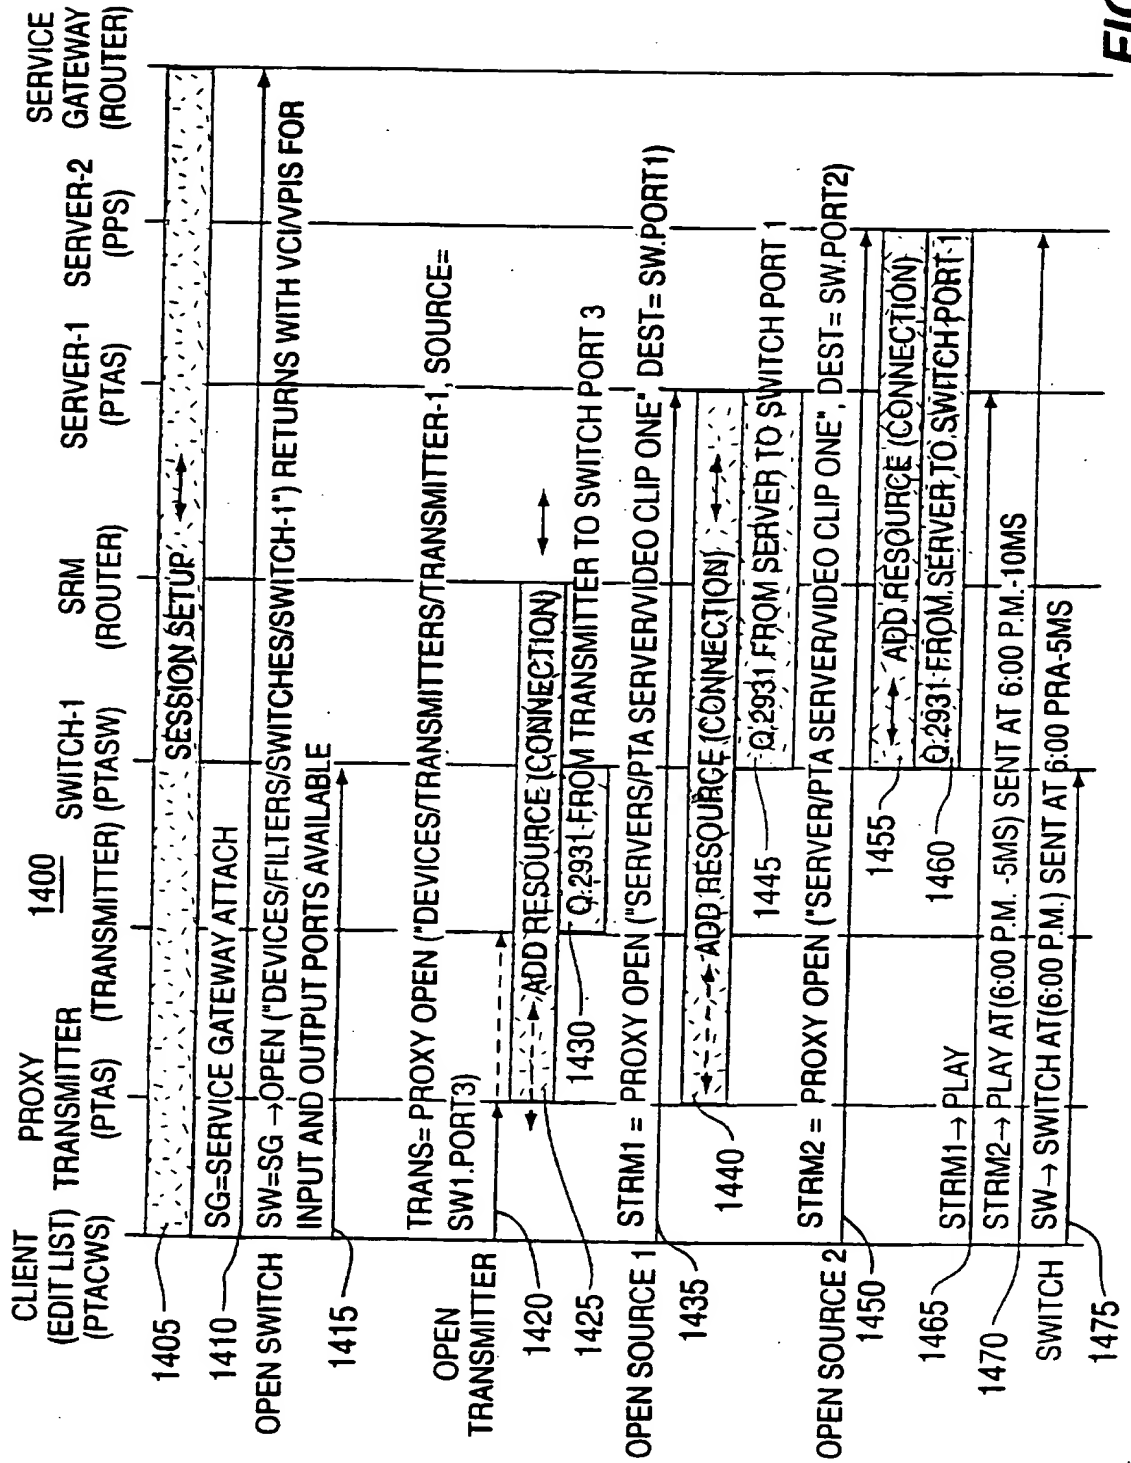 CLIENT
(EDIT LIST)
(PTACWS)
PROXY
TRANSMITTER
(PTAS)
1400
(TRANSMITTER)
SWITCH-1
(PTASW)
SRM
(ROUTER)
SERVER-1
(PTAS)
SERVER-2
(PPS)
SERVICE
GATEWAY
(ROUTER)
1405
SESSION SETUP
1410
SG=SERVICE GATEWAY ATTACH
OPEN SWITCH
SW=SG →OPEN ("DEVICES/FILTERS/SWITCHES/SWITCH-1") RETURNS WITH VCI/VPIS FOR
INPUT AND OUTPUT PORTS AVAILABLE
1415
OPEN
TRANSMITTER
TRANS= PROXY OPEN ("DEVICES/TRANSMITTERS/TRANSMITTER-1, SOURCE=
SW1.PORT3)
1420
ADD RESOURCE (CONNECTION)
1425
Q.2931 FROM TRANSMITTER TO SWITCH PORT 3
1430
OPEN SOURCE 1
STRM1 = PROXY OPEN ("SERVERS/PTA SERVER/VIDEO CLIP ONE", DEST= SW.PORT1)
1435
ADD RESOURCE (CONNECTION)
1440
Q.2931 FROM SERVER TO SWITCH PORT 1
1445
OPEN SOURCE 2
STRM2 = PROXY OPEN ("SERVER/PTA SERVER/VIDEO CLIP ONE", DEST= SW.PORT2)
1450
ADD RESOURCE (CONNECTION)
1455
Q.2931 FROM SERVER TO SWITCH PORT 1
1460
1465
STRM1→ PLAY
1470
STRM2→ PLAY AT(6:00 P.M. -5MS) SENT AT 6:00 P.M.-10MS
SWITCH
SW→ SWITCH AT(6:00 P.M.) SENT AT 6:00 PRA-5MS
1475